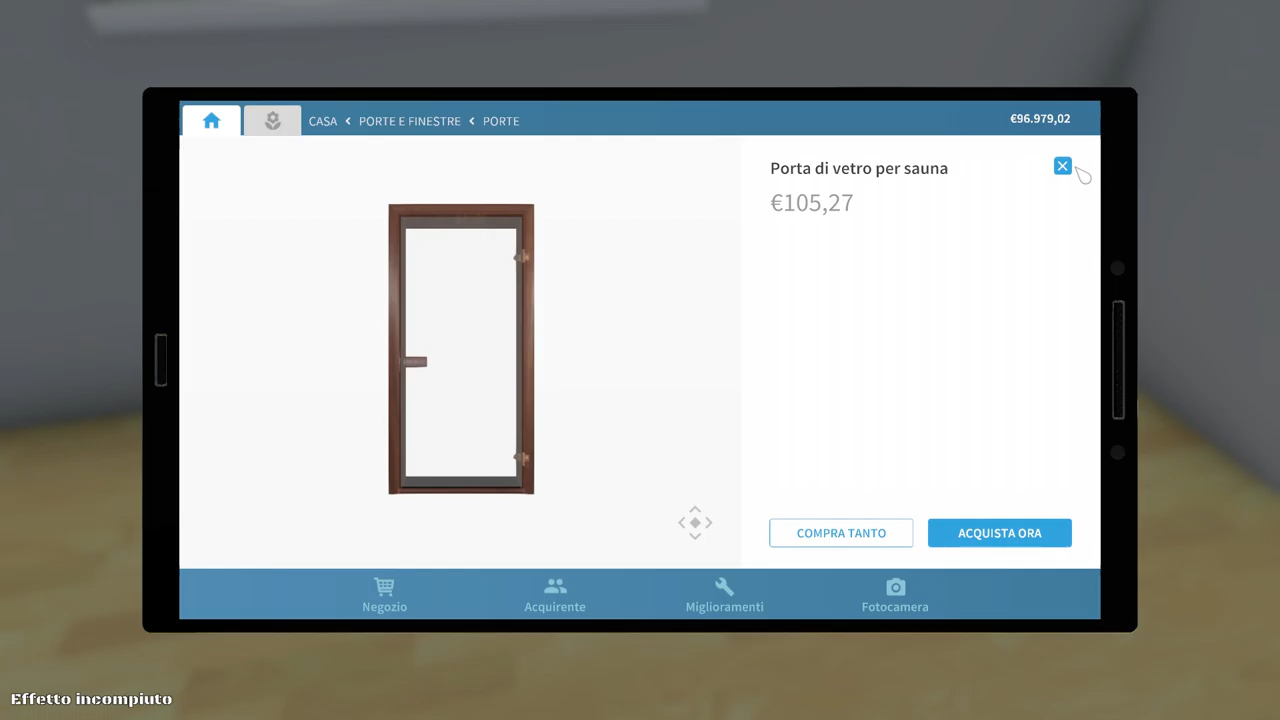 CASA < PORTE E FINESTRE < PORTE
€96.979,02
Porta di vetro per sauna
€105,27
COMPRA TANTO
ACQUISTA ORA
Negozio
Acquirente
Miglioramenti
Fotocamera
Effetto incompiuto